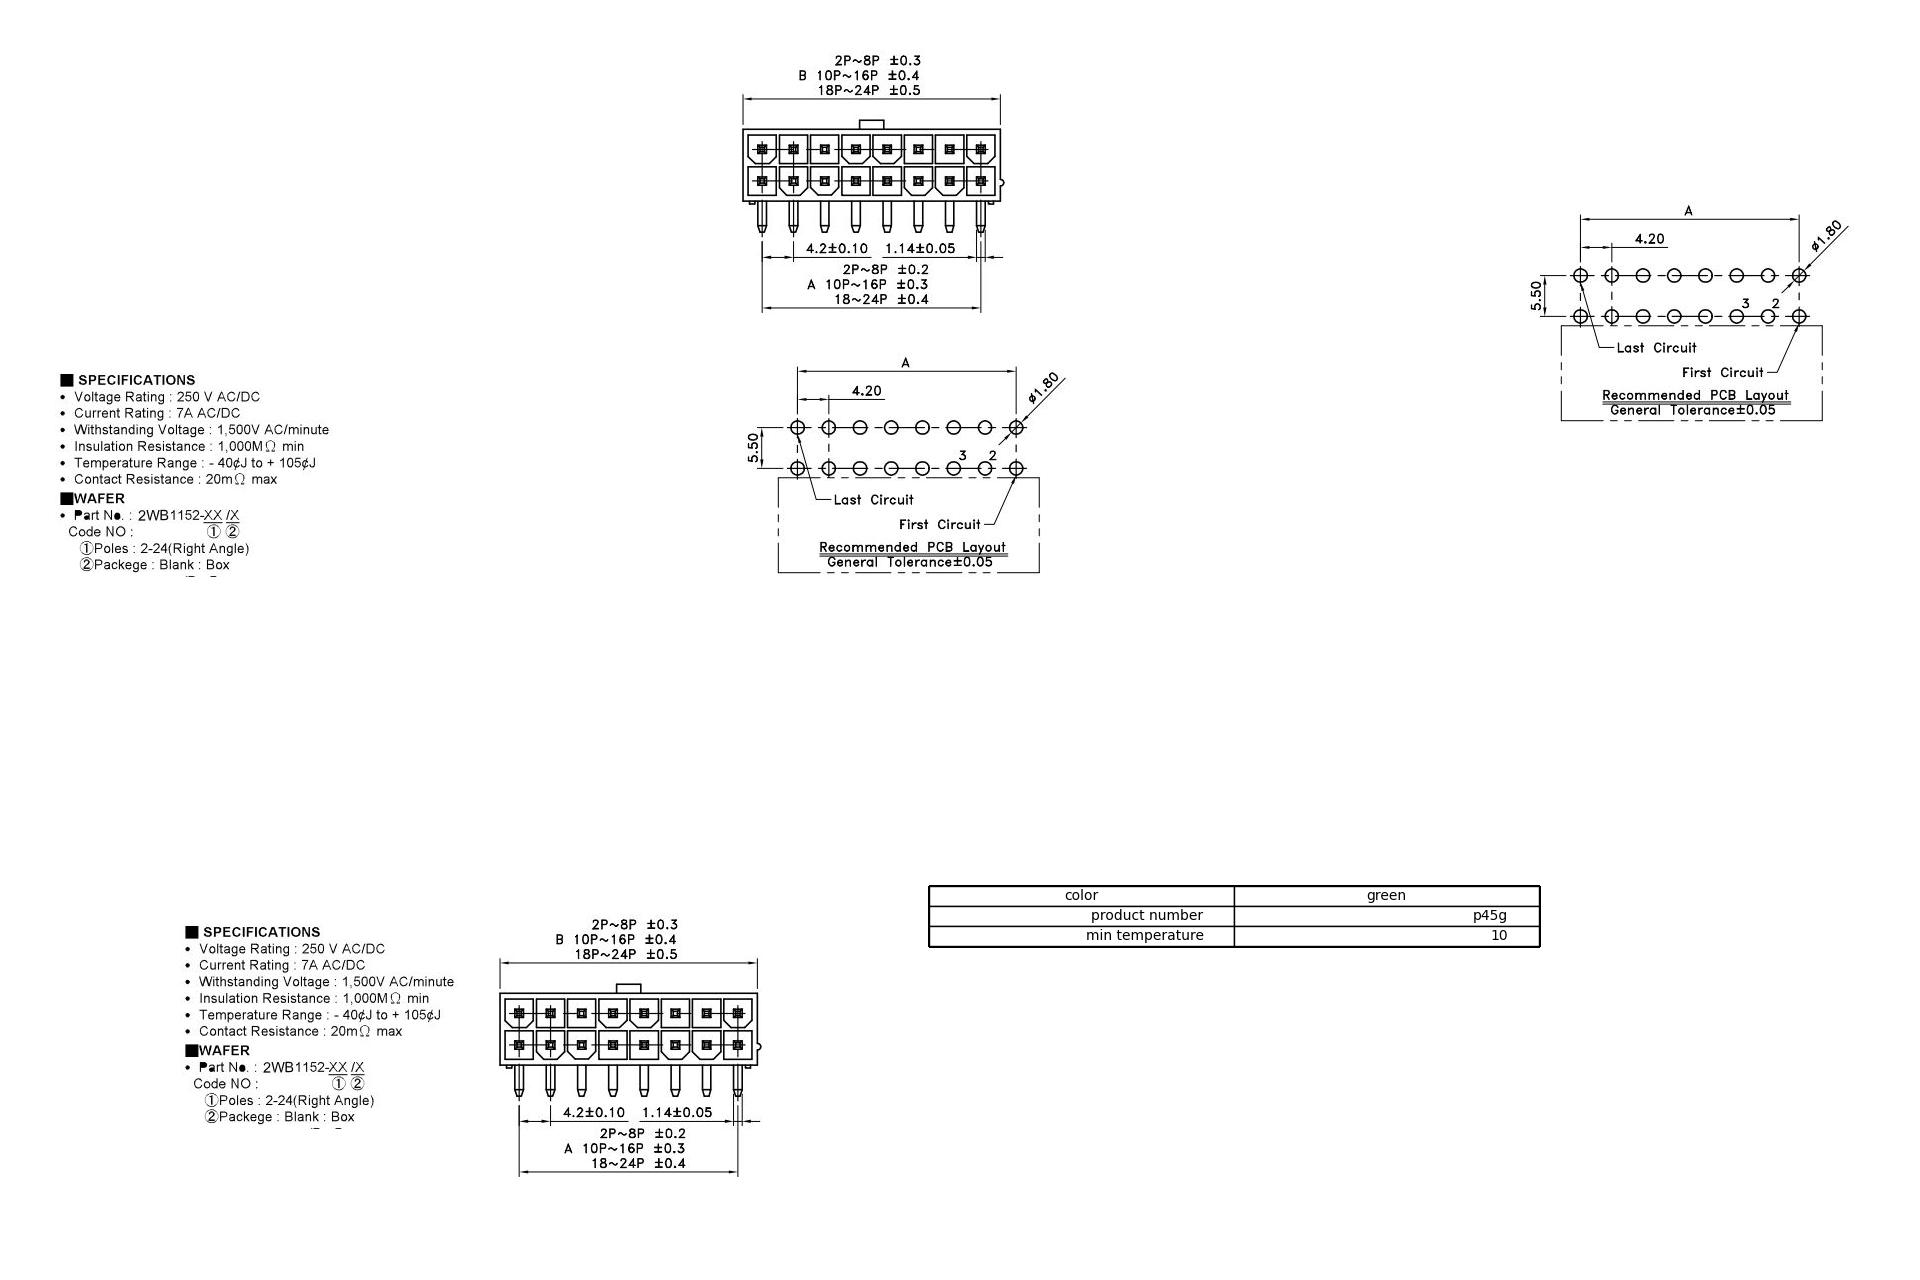 2P~8P ±0.3
B 10P~16P ±0.4
18P~24P ±0.5
4.2±0.10 1.14±0.05
2P~8P ±0.2
A 10P~16P ±0.3
18~24P ±0.4
A
4.20
ø1.80
5.50
3 2
Last Circuit
First Circuit
Recommended PCB Layout
General Tolerance±0.05
A
4.20
ø1.80
5.50
3 2
Last Circuit
First Circuit
Recommended PCB Layout
General Tolerance±0.05
■ SPECIFICATIONS
• Voltage Rating : 250 V AC/DC
• Current Rating : 7A AC/DC
• Withstanding Voltage : 1,500V AC/minute
• Insulation Resistance : 1,000MΩ min
• Temperature Range : - 40¢J to + 105¢J
• Contact Resistance : 20mΩ max
■WAFER
• Part No. : 2WB1152-XX /X
Code NO : ① ②
①Poles : 2-24(Right Angle)
②Packege : Blank : Box
■ SPECIFICATIONS
• Voltage Rating : 250 V AC/DC
• Current Rating : 7A AC/DC
• Withstanding Voltage : 1,500V AC/minute
• Insulation Resistance : 1,000MΩ min
• Temperature Range : - 40¢J to + 105¢J
• Contact Resistance : 20mΩ max
■WAFER
• Part No. : 2WB1152-XX /X
Code NO : ① ②
①Poles : 2-24(Right Angle)
②Packege : Blank : Box
2P~8P ±0.3
B 10P~16P ±0.4
18P~24P ±0.5
4.2±0.10 1.14±0.05
2P~8P ±0.2
A 10P~16P ±0.3
18~24P ±0.4
color green
product number p45g
min temperature 10